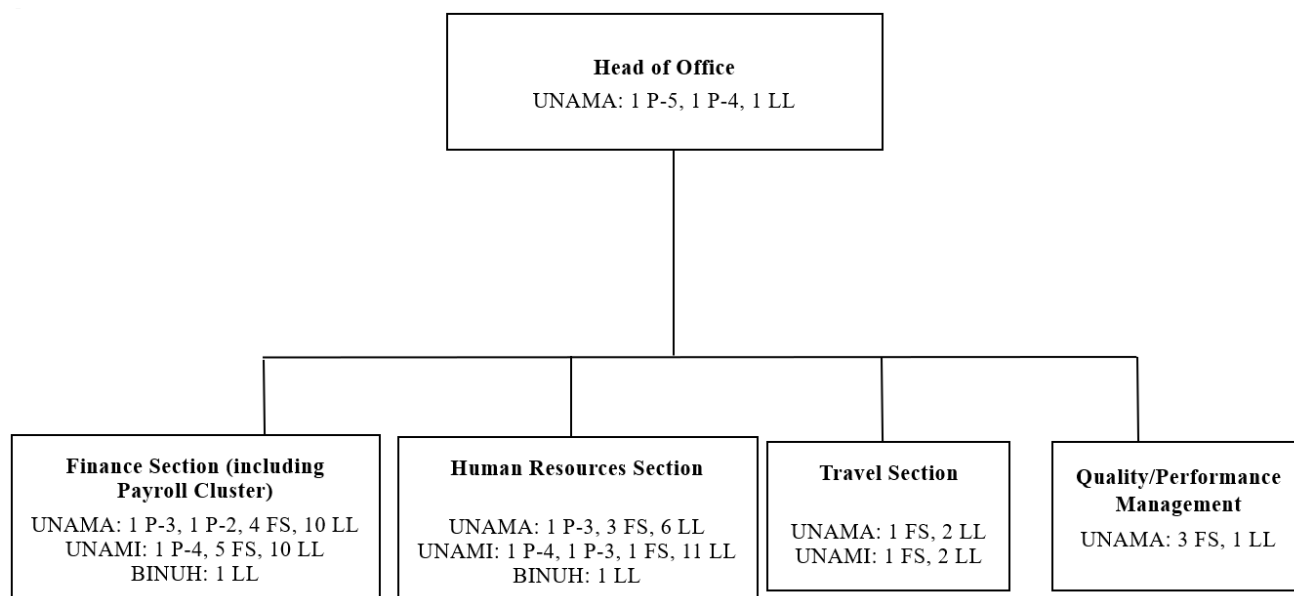 Head of Office
UNAMA: 1 P-5, 1 P-4, 1 LL
Finance Section (including
Payroll Cluster)
UNAMA: 1 P-3, 1 P-2, 4 FS, 10 LL
UNAMI: 1 P-4, 5 FS, 10 LL
BINUH: 1 LL
Human Resources Section
UNAMA: 1 P-3, 3 FS, 6 LL
UNAMI: 1 P-4, 1 P-3, 1 FS, 11 LL
BINUH: 1 LL
Travel Section
UNAMA: 1 FS, 2 LL
UNAMI: 1 FS, 2 LL
Quality/Performance
Management
UNAMA: 3 FS, 1 LL